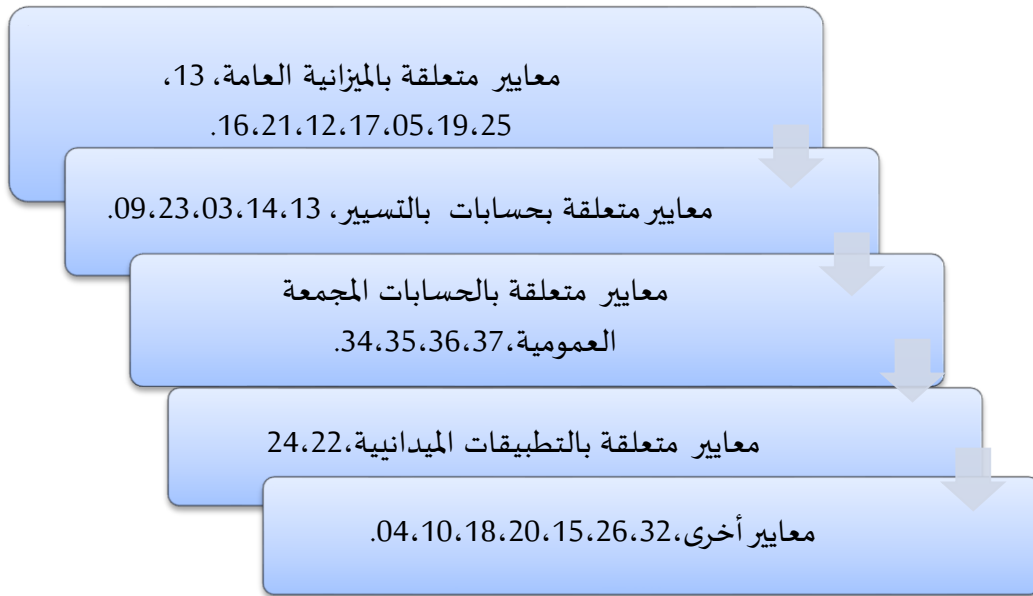 معايير متعلقة بالميزانية العامة، 13،
16،21،12،17،05،19،25.
معايير متعلقة بحسابات بالتسيير، 09،23،03،14،13.
معايير متعلقة بالحسابات المجمعة
العمومية،34،35،36،37.
معايير متعلقة بالتطبيقات الميدانيية،24،22
معايير أخرى،04،10،18،20،15،26،32.